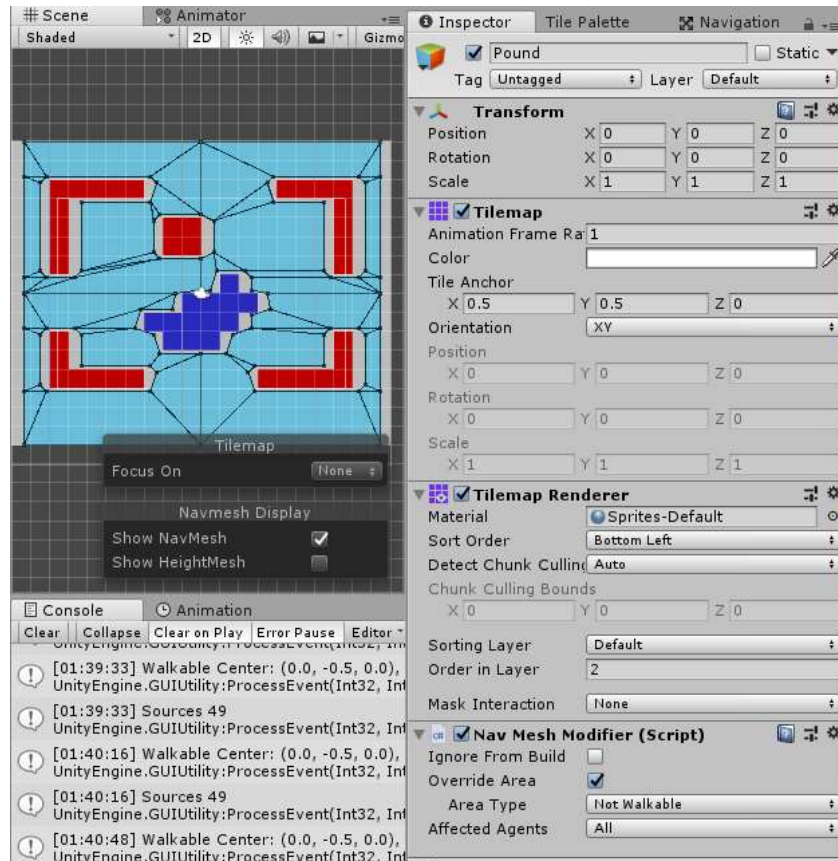 Scene
Animator
Shaded
2D
Gizmo
Tilemap
Focus On
None
Navmesh Display
Show NavMesh
Show HeightMesh
Console
Animation
Clear
Collapse
Clear on Play
Error Pause
Editor
UnityEngine.GUIUtility:ProcessEvent(Int32, Int
[01:39:33] Walkable Center: (0.0, -0.5, 0.0),
UnityEngine.GUIUtility:ProcessEvent(Int32, Int
[01:39:33] Sources 49
UnityEngine.GUIUtility:ProcessEvent(Int32, Int
[01:40:16] Walkable Center: (0.0, -0.5, 0.0),
UnityEngine.GUIUtility:ProcessEvent(Int32, Int
[01:40:16] Sources 49
UnityEngine.GUIUtility:ProcessEvent(Int32, Int
[01:40:48] Walkable Center: (0.0, -0.5, 0.0),
UnityEngine.GUIUtility:ProcessEvent(Int32, Int
Inspector
Tile Palette
Navigation
Pound
Static
Tag Untagged
Layer Default
Transform
Position X 0 Y 0 Z 0
Rotation X 0 Y 0 Z 0
Scale X 1 Y 1 Z 1
Tilemap
Animation Frame Ra 1
Color
Tile Anchor
X 0.5 Y 0.5 Z 0
Orientation XY
Position
X 0 Y 0 Z 0
Rotation
X 0 Y 0 Z 0
Scale
X 1 Y 1 Z 1
Tilemap Renderer
Material Sprites-Default
Sort Order Bottom Left
Detect Chunk Culling Auto
Chunk Culling Bounds
X 0 Y 0 Z 0
Sorting Layer Default
Order in Layer 2
Mask Interaction None
Nav Mesh Modifier (Script)
Ignore From Build
Override Area
Area Type Not Walkable
Affected Agents All